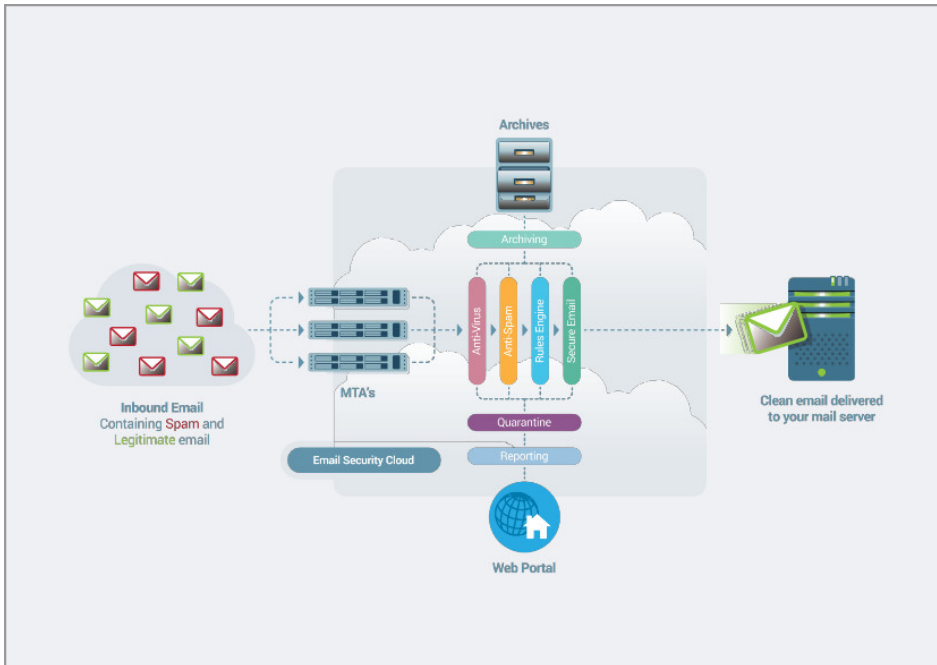 Archives
Archiving
Anti-Virus
Anti-Spam
Rules Engine
Secure Email
MTA's
Inbound Email
Containing Spam and
Legitimate email
Clean email delivered
to your mail server
Quarantine
Email Security Cloud
Reporting
Web Portal